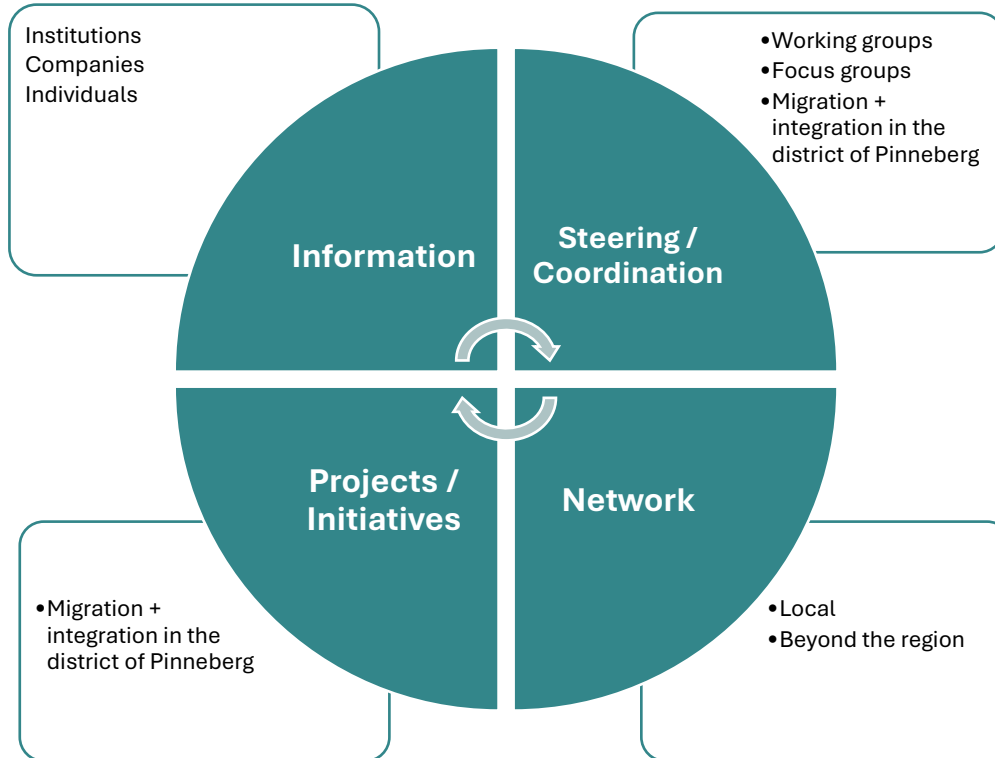 Institutions
Companies
Individuals
•Working groups
•Focus groups
•Migration +
integration in the
district of Pinneberg
Information
Steering /
Coordination
Projects /
Initiatives
Network
•Migration +
integration in the
district of Pinneberg
•Local
•Beyond the region